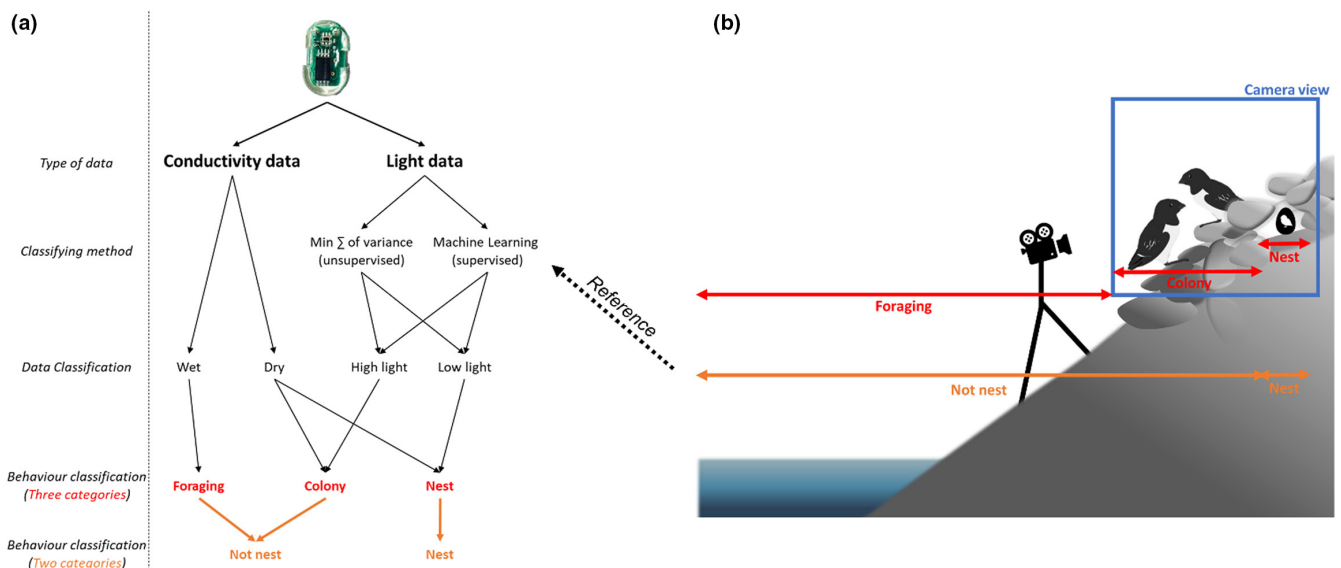 (a)
Type of data
Conductivity data
Light data
Classifying method
Min ∑ of variance
(unsupervised)
Machine Learning
(supervised)
Data Classification
Wet
Dry
High light
Low light
Behaviour classification
(Three categories)
Foraging
Colony
Nest
Behaviour classification
(Two categories)
Not nest
Nest
Reference
(b)
Camera view
Nest
Colony
Foraging
Not nest
Nest